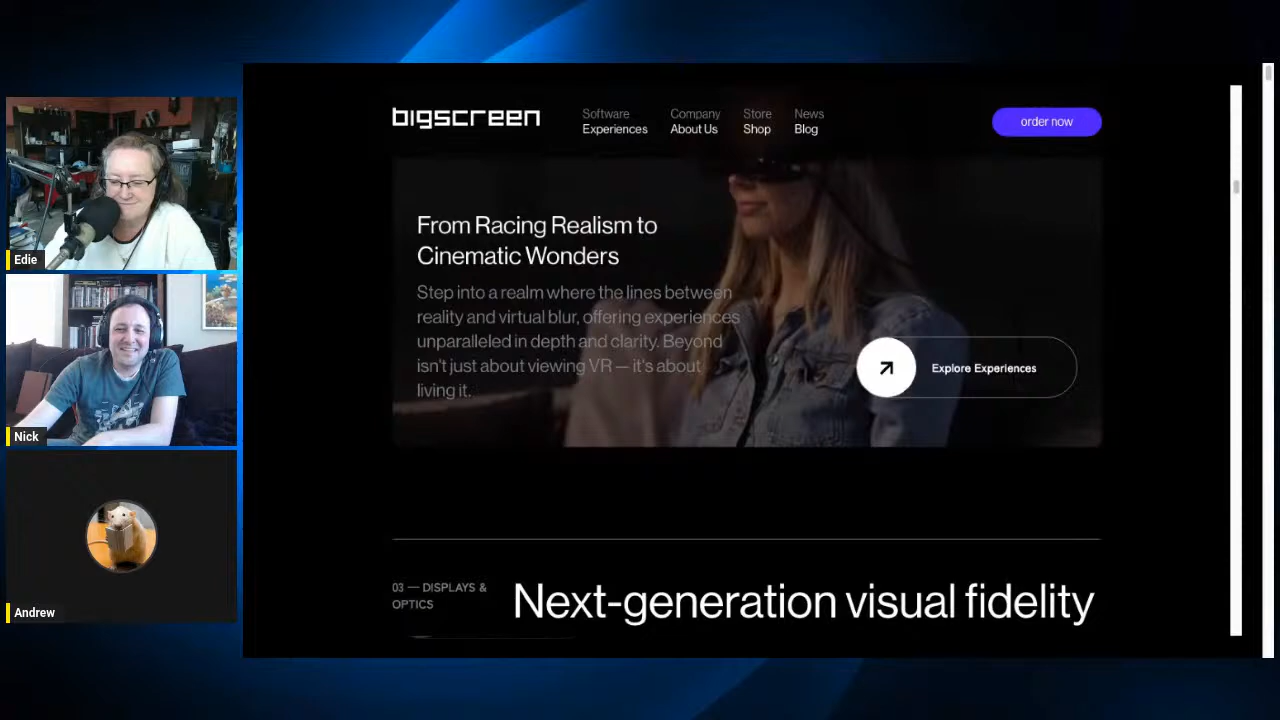 bigscreen
Software
Experiences
Company
About Us
Store
Shop
News
Blog
order now
From Racing Realism to
Cinematic Wonders
Step into a realm where the lines between
reality and virtual blur, offering experiences
unparalleled in depth and clarity. Beyond
isn't just about viewing VR — it's about
living it.
Explore Experiences
03 — DISPLAYS &
OPTICS
Next-generation visual fidelity
Edie
Nick
Andrew